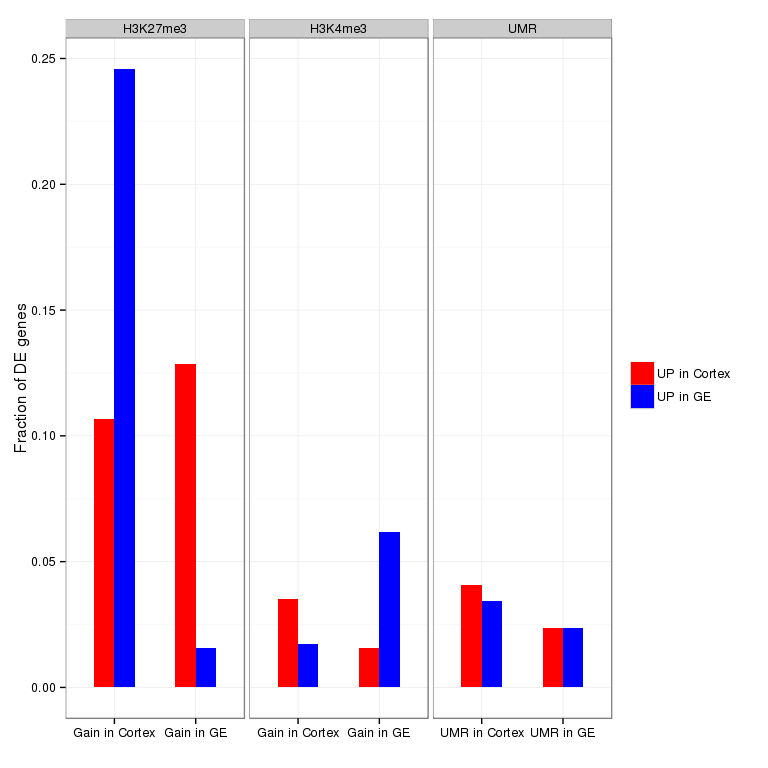 H3K27me3 H3K4me3 UMR
0.25
0.20
0.15
0.10
0.05
0.00
Fraction of DE genes
Gain in Cortex Gain in GE Gain in Cortex Gain in GE UMR in Cortex UMR in GE
UP in Cortex
UP in GE